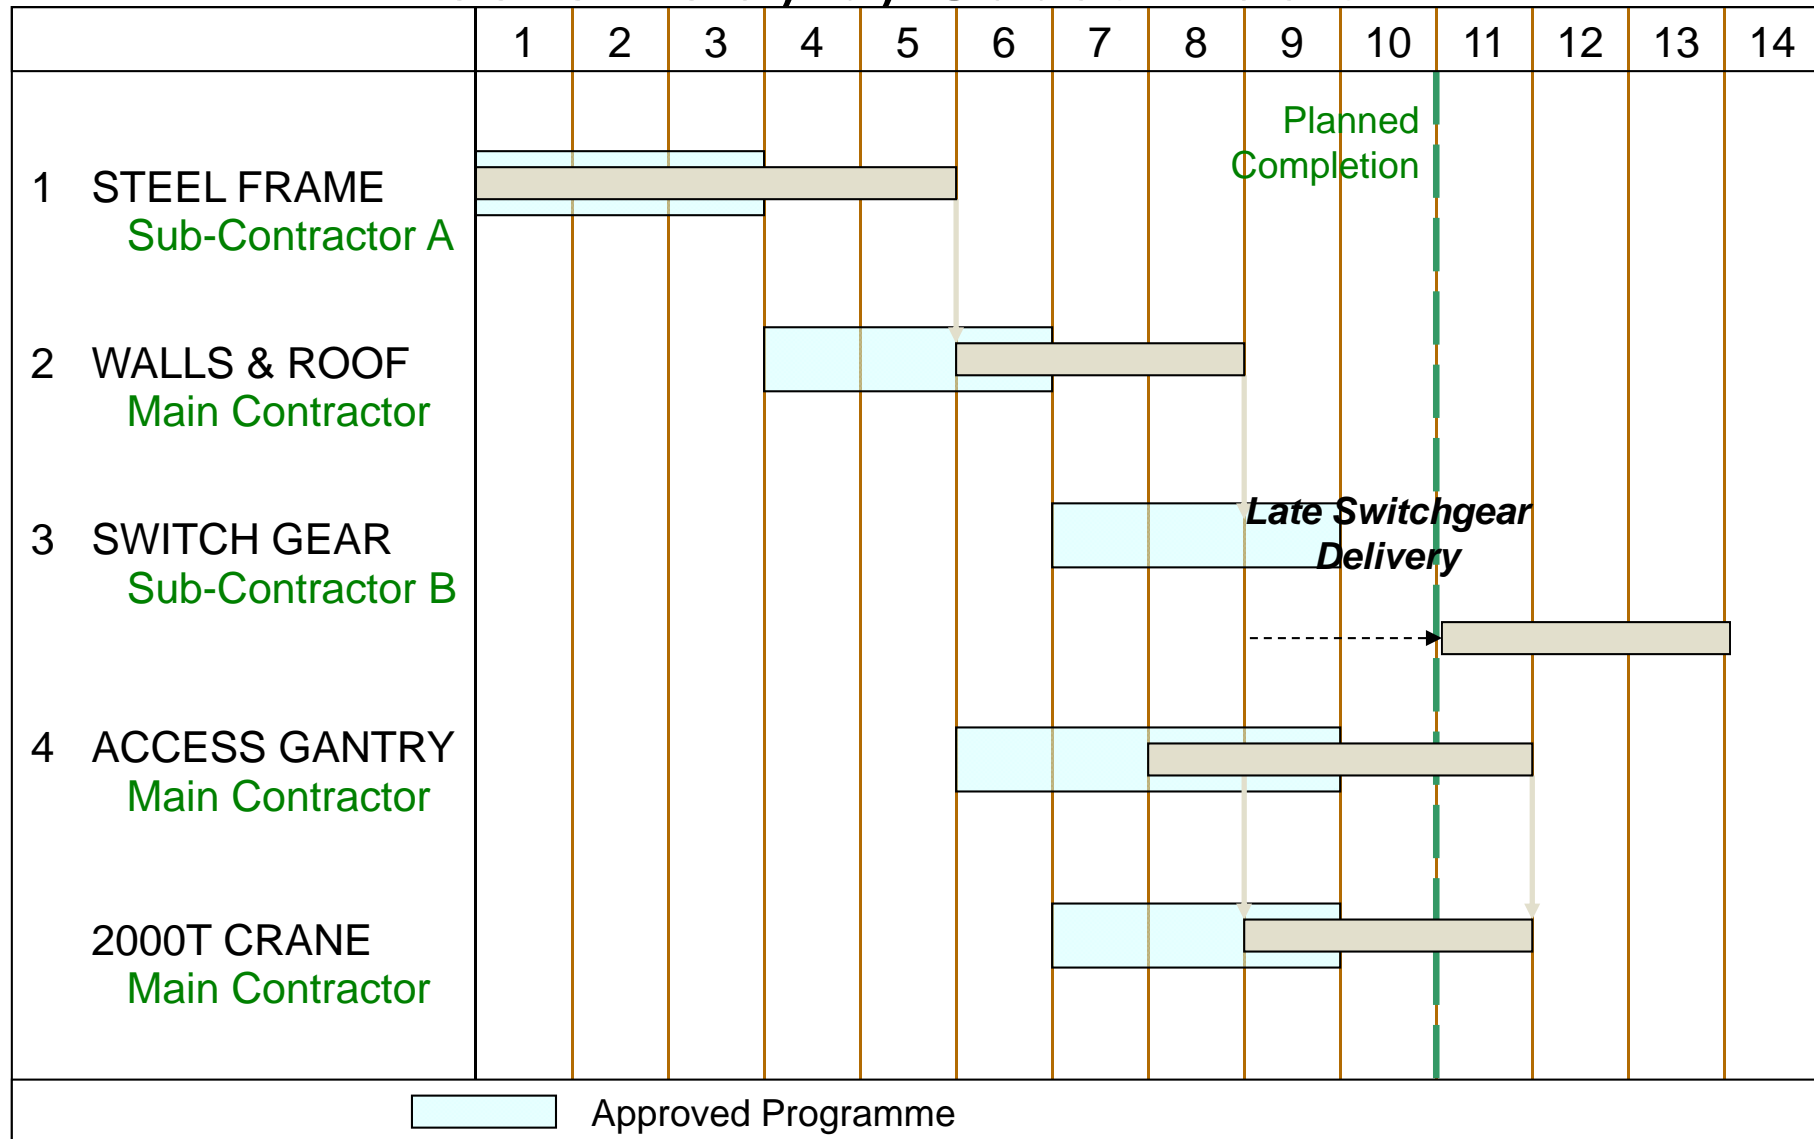 1 2 3 4 5 6 7 8 9 10 11 12 13 14
Planned
Completion
1 STEEL FRAME
Sub-Contractor A
2 WALLS & ROOF
Main Contractor
Late Switchgear
Delivery
3 SWITCH GEAR
Sub-Contractor B
4 ACCESS GANTRY
Main Contractor
2000T CRANE
Main Contractor
Approved Programme